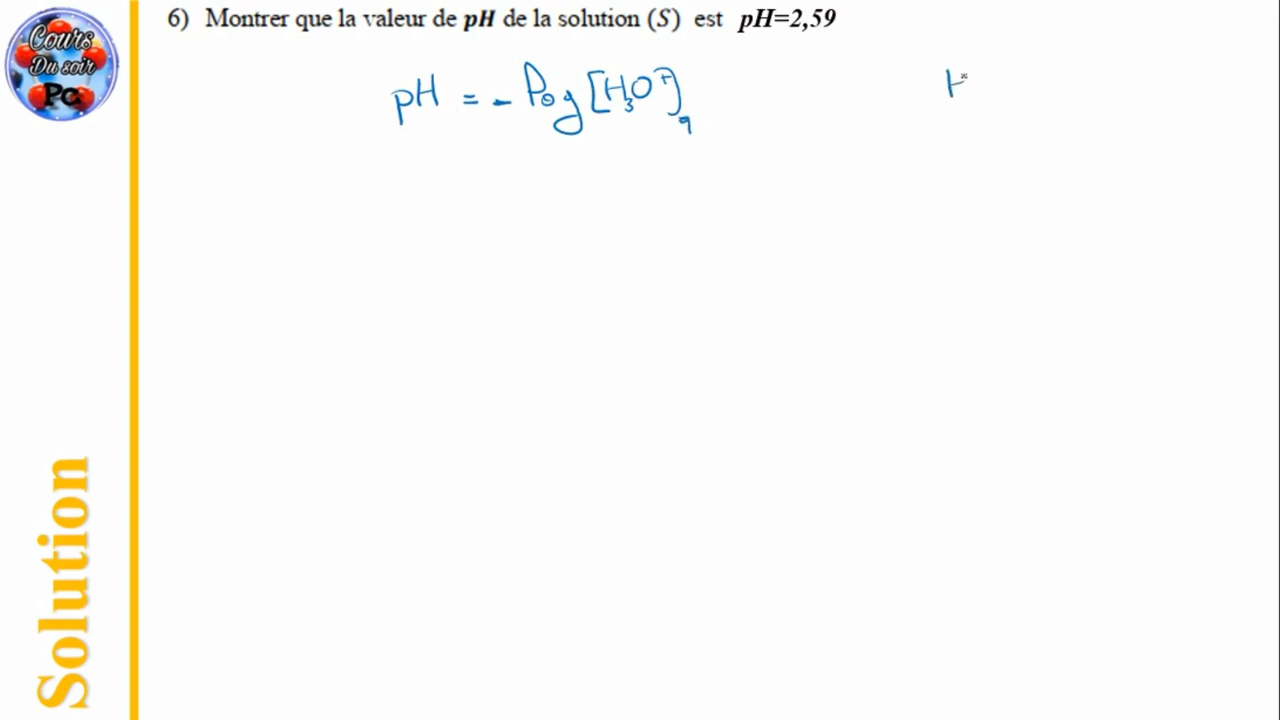 Cours
Du soir
PC
6) Montrer que la valeur de pH de la solution (S) est pH=2,59
pH = - log [H₃O⁺]
Solution